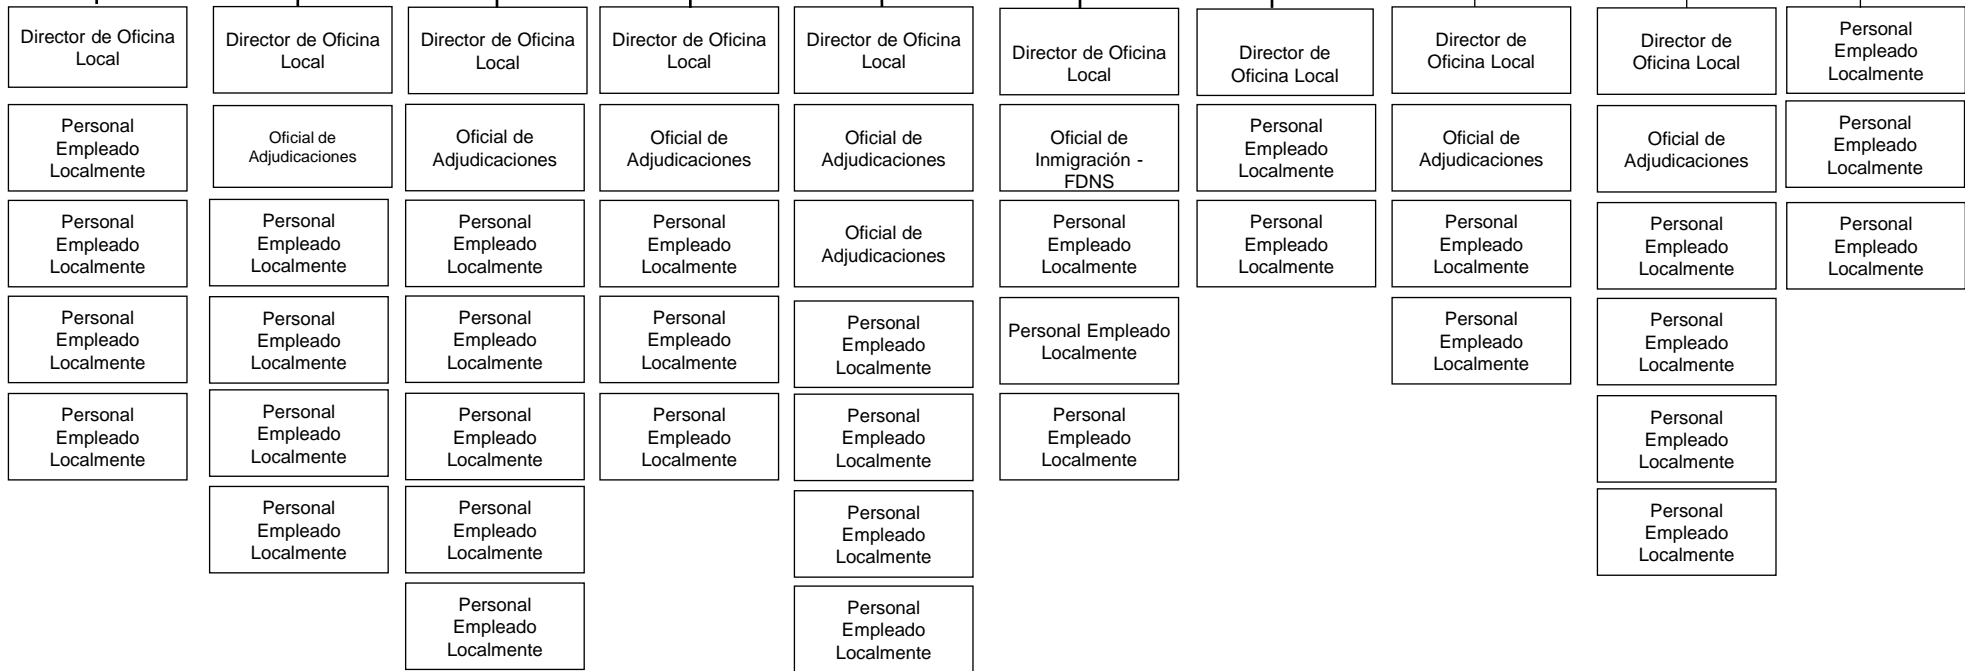 Director de Oficina
Local
Personal
Empleado
Localmente
Personal
Empleado
Localmente
Personal
Empleado
Localmente
Personal
Empleado
Localmente
Director de Oficina
Local
Oficial de
Adjudicaciones
Personal
Empleado
Localmente
Personal
Empleado
Localmente
Personal
Empleado
Localmente
Personal
Empleado
Localmente
Director de Oficina
Local
Oficial de
Adjudicaciones
Personal
Empleado
Localmente
Personal
Empleado
Localmente
Personal
Empleado
Localmente
Personal
Empleado
Localmente
Personal
Empleado
Localmente
Director de Oficina
Local
Oficial de
Adjudicaciones
Personal
Empleado
Localmente
Personal
Empleado
Localmente
Personal
Empleado
Localmente
Director de Oficina
Local
Oficial de
Adjudicaciones
Oficial de
Adjudicaciones
Personal
Empleado
Localmente
Personal
Empleado
Localmente
Personal
Empleado
Localmente
Personal
Empleado
Localmente
Director de Oficina
Local
Oficial de
Inmigración -
FDNS
Personal
Empleado
Localmente
Personal Empleado
Localmente
Personal
Empleado
Localmente
Director de
Oficina Local
Personal
Empleado
Localmente
Personal
Empleado
Localmente
Director de
Oficina Local
Oficial de
Adjudicaciones
Personal
Empleado
Localmente
Personal
Empleado
Localmente
Director de
Oficina Local
Oficial de
Adjudicaciones
Personal
Empleado
Localmente
Personal
Empleado
Localmente
Personal
Empleado
Localmente
Personal
Empleado
Localmente
Personal
Empleado
Localmente
Personal
Empleado
Localmente
Personal
Empleado
Localmente